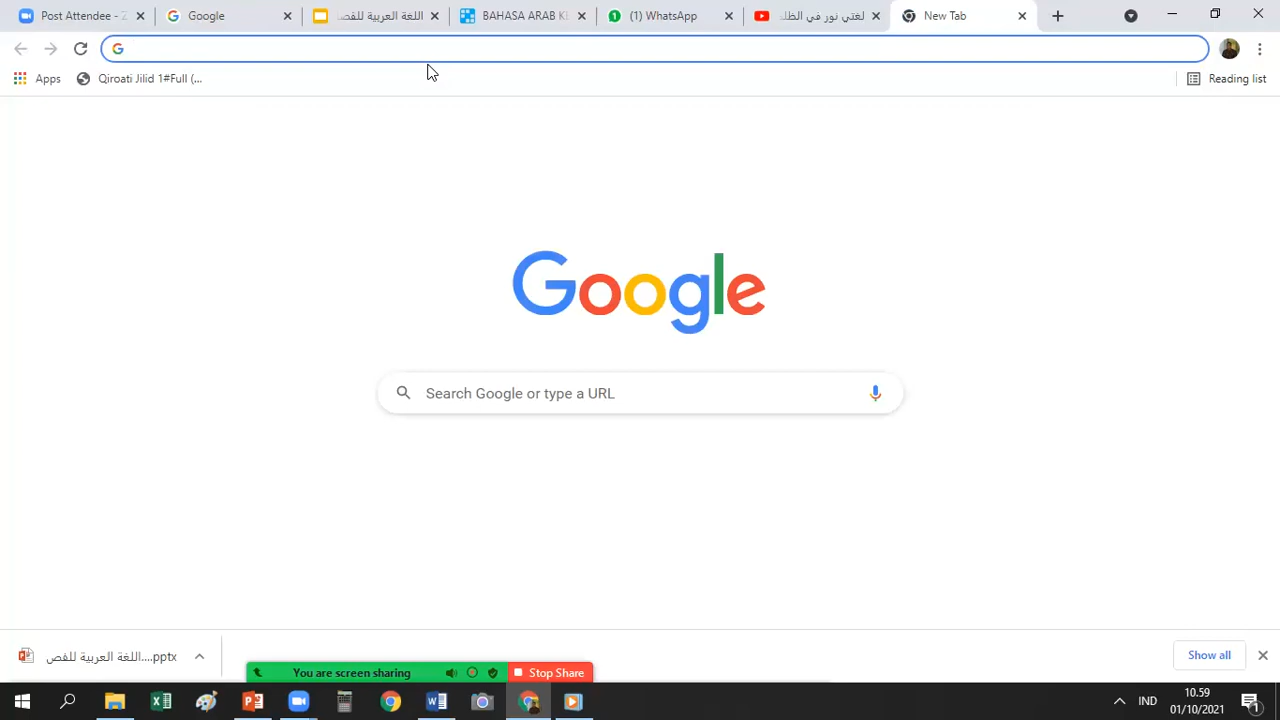 Post Attendee - Z
Google
اللغة العربية للفص
BAHASA ARAB KE
(1) WhatsApp
لغتي نور في الظل
New Tab
Apps
Qiroati Jilid 1#Full (...
Reading list
Google
Search Google or type a URL
اللغة العربية للفص....pptx
Show all
You are screen sharing
Stop Share
IND
10.59
01/10/2021